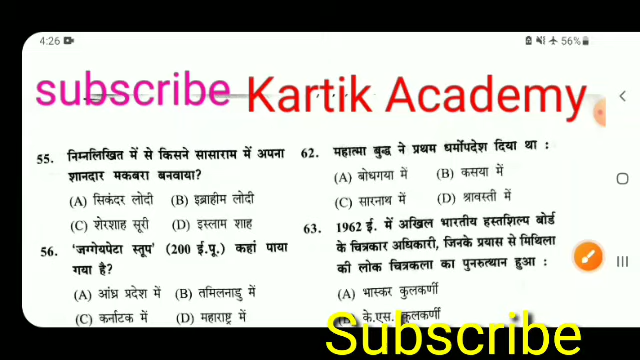 4:26
56%
subscribe Kartik Academy
55. निम्नलिखित में से किसने सासाराम में अपना
शानदार मकबरा बनवाया?
(A) सिकंदर लोदी (B) इब्राहीम लोदी
(C) शेरशाह सूरी (D) इस्लाम शाह
56. 'जग्गेयपेटा स्तूप' (200 ई.पू.) कहां पाया
गया है?
(A) आंध्र प्रदेश में (B) तमिलनाडु में
(C) कर्नाटक में (D) महाराष्ट्र में
62. महात्मा बुद्ध ने प्रथम धर्मोपदेश दिया था :
(A) बोधगया में (B) कसया में
(C) सारनाथ में (D) श्रावस्ती में
63. 1962 ई. में अखिल भारतीय हस्तशिल्प बोर्ड
के चित्रकार अधिकारी, जिनके प्रयास से मिथिला
की लोक चित्रकला का पुनरुत्थान हुआ :
(A) भास्कर कुलकर्णी
(B) के.एस. कुलकर्णी
Subscribe